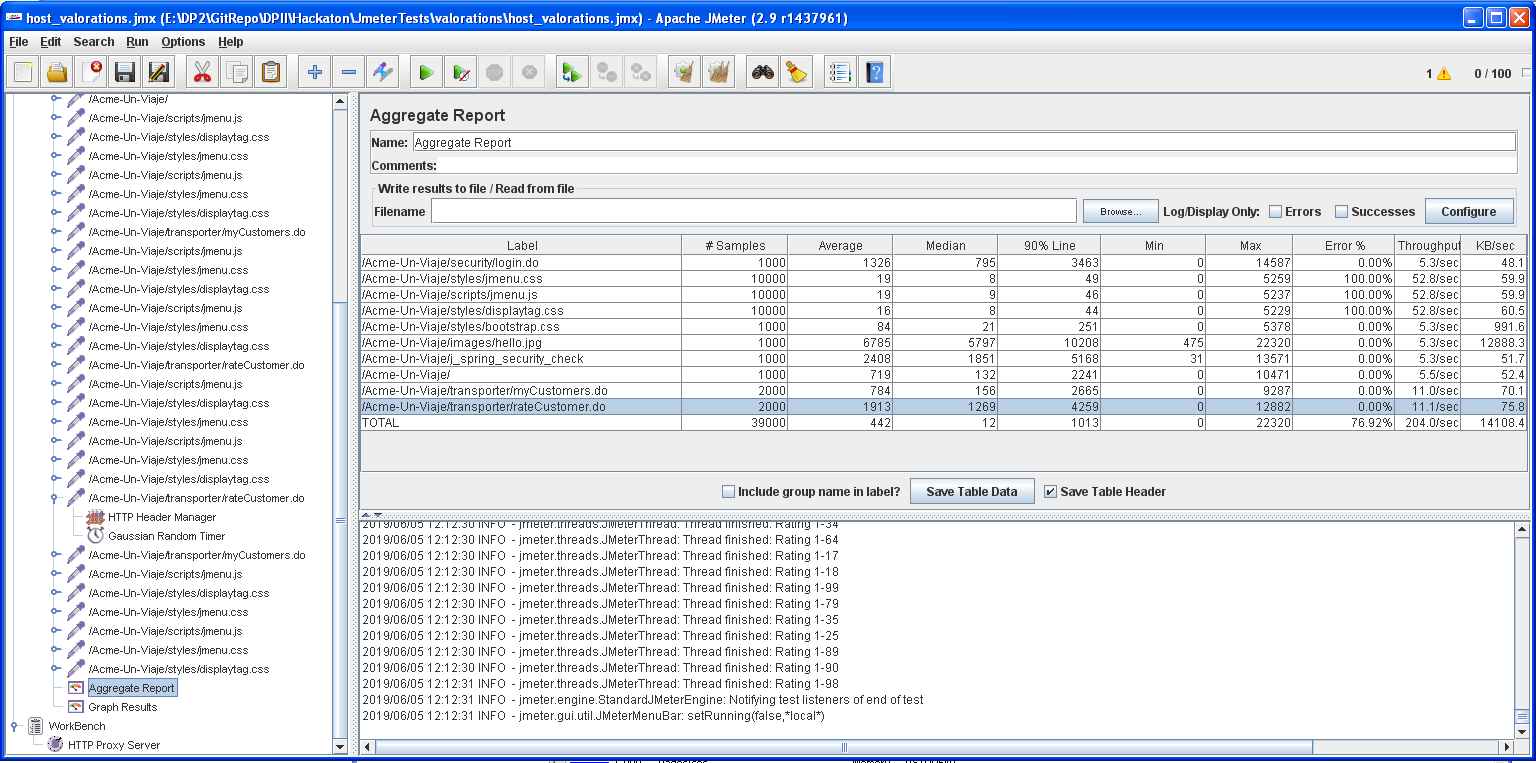 host_valorations.jmx (E:\DP2\GitRepo\DPII\Hackaton\JmeterTests\valorations\host_valorations.jmx) - Apache JMeter (2.9 r1437961)
File Edit Search Run Options Help
1 0 / 100
/Acme-Un-Viaje/
/Acme-Un-Viaje/scripts/jmenu.js
/Acme-Un-Viaje/styles/displaytag.css
/Acme-Un-Viaje/styles/jmenu.css
/Acme-Un-Viaje/scripts/jmenu.js
/Acme-Un-Viaje/styles/jmenu.css
/Acme-Un-Viaje/styles/displaytag.css
/Acme-Un-Viaje/transporter/myCustomers.do
/Acme-Un-Viaje/scripts/jmenu.js
/Acme-Un-Viaje/styles/jmenu.css
/Acme-Un-Viaje/styles/displaytag.css
/Acme-Un-Viaje/scripts/jmenu.js
/Acme-Un-Viaje/styles/jmenu.css
/Acme-Un-Viaje/styles/displaytag.css
/Acme-Un-Viaje/transporter/rateCustomer.do
/Acme-Un-Viaje/scripts/jmenu.js
/Acme-Un-Viaje/styles/displaytag.css
/Acme-Un-Viaje/styles/jmenu.css
/Acme-Un-Viaje/scripts/jmenu.js
/Acme-Un-Viaje/styles/jmenu.css
/Acme-Un-Viaje/styles/displaytag.css
/Acme-Un-Viaje/transporter/rateCustomer.do
HTTP Header Manager
Gaussian Random Timer
/Acme-Un-Viaje/transporter/myCustomers.do
/Acme-Un-Viaje/scripts/jmenu.js
/Acme-Un-Viaje/styles/displaytag.css
/Acme-Un-Viaje/styles/jmenu.css
/Acme-Un-Viaje/scripts/jmenu.js
/Acme-Un-Viaje/styles/jmenu.css
/Acme-Un-Viaje/styles/displaytag.css
Aggregate Report
Graph Results
WorkBench
HTTP Proxy Server
Aggregate Report
Name: Aggregate Report
Comments:
Write results to file / Read from file
Filename Browse... Log/Display Only: Errors Successes Configure
Label # Samples Average Median 90% Line Min Max Error % Throughput KB/sec
/Acme-Un-Viaje/security/login.do 1000 1326 795 3463 0 14587 0.00% 5.3/sec 48.1
/Acme-Un-Viaje/styles/jmenu.css 10000 19 8 49 0 5259 100.00% 52.8/sec 59.9
/Acme-Un-Viaje/scripts/jmenu.js 10000 19 9 46 0 5237 100.00% 52.8/sec 59.9
/Acme-Un-Viaje/styles/displaytag.css 10000 16 8 44 0 5229 100.00% 52.8/sec 60.5
/Acme-Un-Viaje/styles/bootstrap.css 1000 84 21 251 0 5378 0.00% 5.3/sec 991.6
/Acme-Un-Viaje/images/hello.jpg 1000 6785 5797 10208 475 22320 0.00% 5.3/sec 12888.3
/Acme-Un-Viaje/j_spring_security_check 1000 2408 1851 5168 31 13571 0.00% 5.3/sec 51.7
/Acme-Un-Viaje/ 1000 719 132 2241 0 10471 0.00% 5.5/sec 52.4
/Acme-Un-Viaje/transporter/myCustomers.do 2000 784 156 2665 0 9287 0.00% 11.0/sec 70.1
/Acme-Un-Viaje/transporter/rateCustomer.do 2000 1913 1269 4259 0 12882 0.00% 11.1/sec 75.8
TOTAL 39000 442 12 1013 0 22320 76.92% 204.0/sec 14108.4
Include group name in label? Save Table Data Save Table Header
2019/06/05 12:12:30 INFO - jmeter.threads.JMeterThread: Thread finished: Rating 1-34
2019/06/05 12:12:30 INFO - jmeter.threads.JMeterThread: Thread finished: Rating 1-64
2019/06/05 12:12:30 INFO - jmeter.threads.JMeterThread: Thread finished: Rating 1-17
2019/06/05 12:12:30 INFO - jmeter.threads.JMeterThread: Thread finished: Rating 1-18
2019/06/05 12:12:30 INFO - jmeter.threads.JMeterThread: Thread finished: Rating 1-99
2019/06/05 12:12:30 INFO - jmeter.threads.JMeterThread: Thread finished: Rating 1-79
2019/06/05 12:12:30 INFO - jmeter.threads.JMeterThread: Thread finished: Rating 1-35
2019/06/05 12:12:30 INFO - jmeter.threads.JMeterThread: Thread finished: Rating 1-25
2019/06/05 12:12:30 INFO - jmeter.threads.JMeterThread: Thread finished: Rating 1-89
2019/06/05 12:12:30 INFO - jmeter.threads.JMeterThread: Thread finished: Rating 1-90
2019/06/05 12:12:31 INFO - jmeter.threads.JMeterThread: Thread finished: Rating 1-98
2019/06/05 12:12:31 INFO - jmeter.engine.StandardJMeterEngine: Notifying test listeners of end of test
2019/06/05 12:12:31 INFO - jmeter.gui.util.JMeterMenuBar: setRunning(false,*local*)